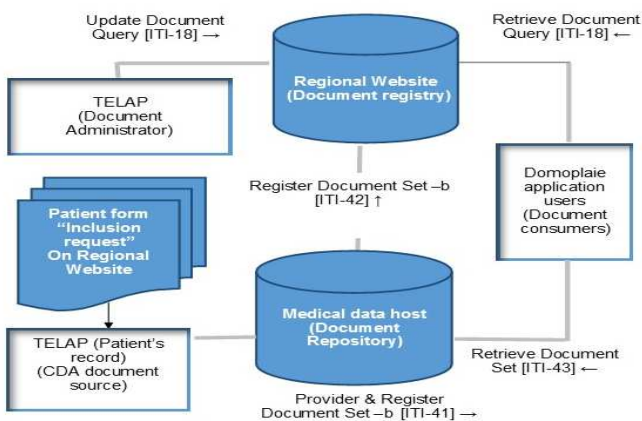 Update Document
Query [ITI-18] →
Retrieve Document
Query [ITI-18] ←
Regional Website
(Document registry)
TELAP
(Document
Administrator)
Register Document Set –b
[ITI-42] ↑
Domoplaie
application
users
(Document
consumers)
Patient form
“Inclusion
request”
On Regional
Website
Medical data host
(Document
Repository)
TELAP (Patient's
record)
(CDA document
source)
Retrieve Document
Set [ITI-43] ←
Provider & Register
Document Set –b [ITI-41] →